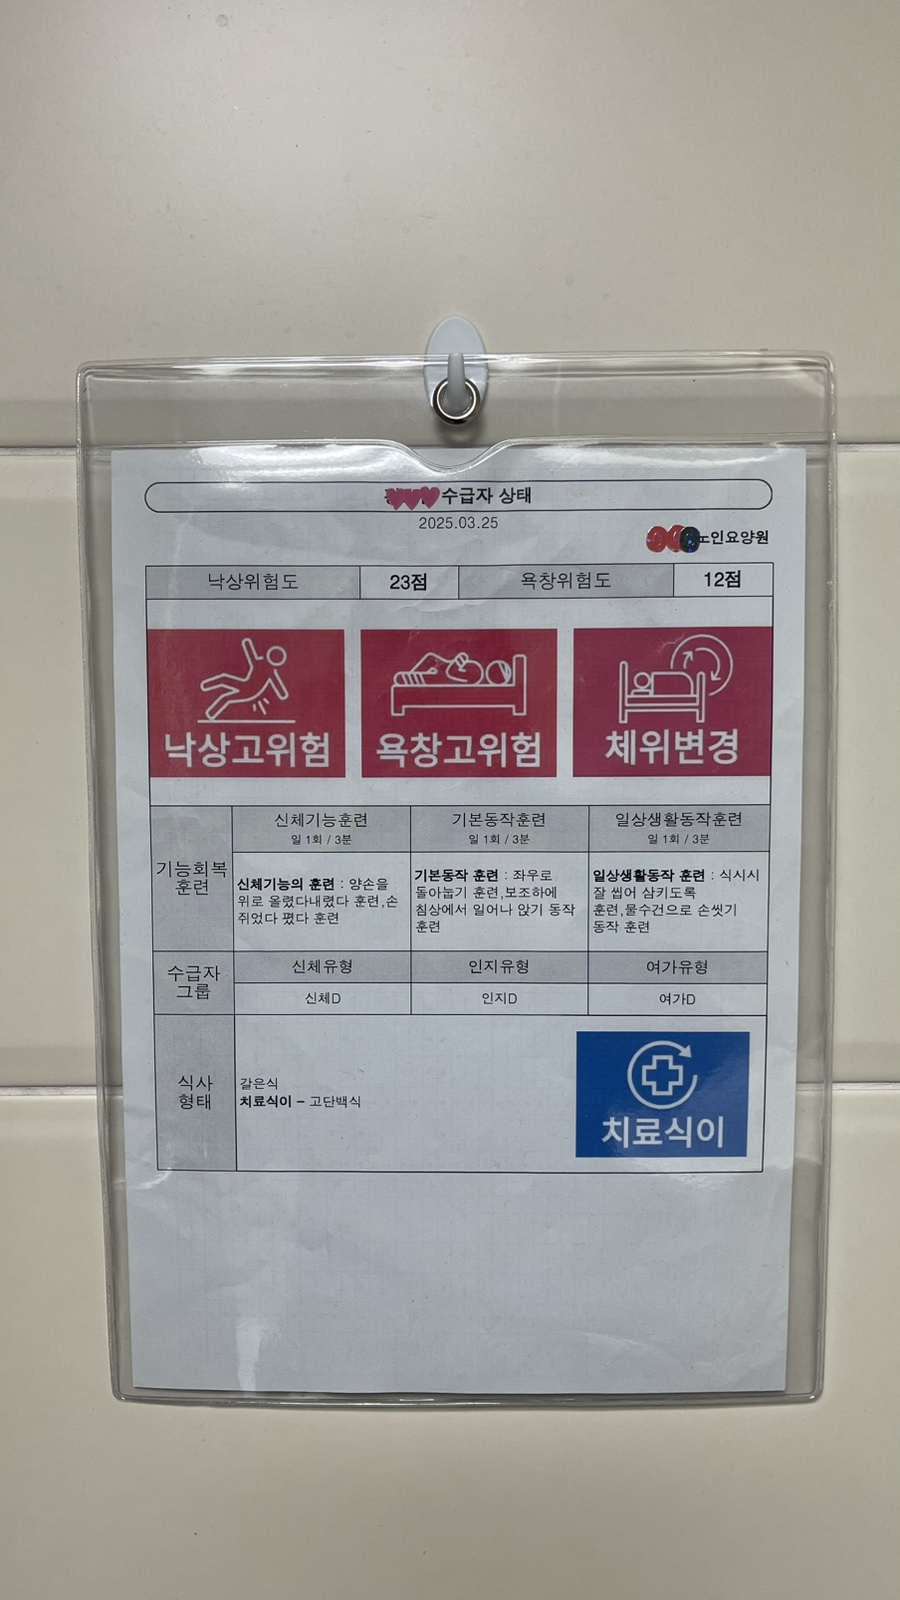 수급자 상태
2025.03.25
노인요양원
낙상위험도 23점 욕창위험도 12점
낙상고위험 욕창고위험 체위변경
기능회복
훈련
신체기능훈련
일 1회 / 3분
기본동작훈련
일 1회 / 3분
일상생활동작훈련
일 1회 / 3분
신체기능의 훈련 : 양손을
위로 올렸다내렸다 훈련,손
쥐었다 폈다 훈련
기본동작 훈련 : 좌우로
돌아눕기 훈련,보조하에
침상에서 일어나 앉기 동작
훈련
일상생활동작 훈련 : 식시시
잘 씹어 삼키도록
훈련,물수건으로 손씻기
동작 훈련
수급자
그룹
신체유형 인지유형 여가유형
신체D 인지D 여가D
식사
형태
갈은식
치료식이 – 고단백식
치료식이